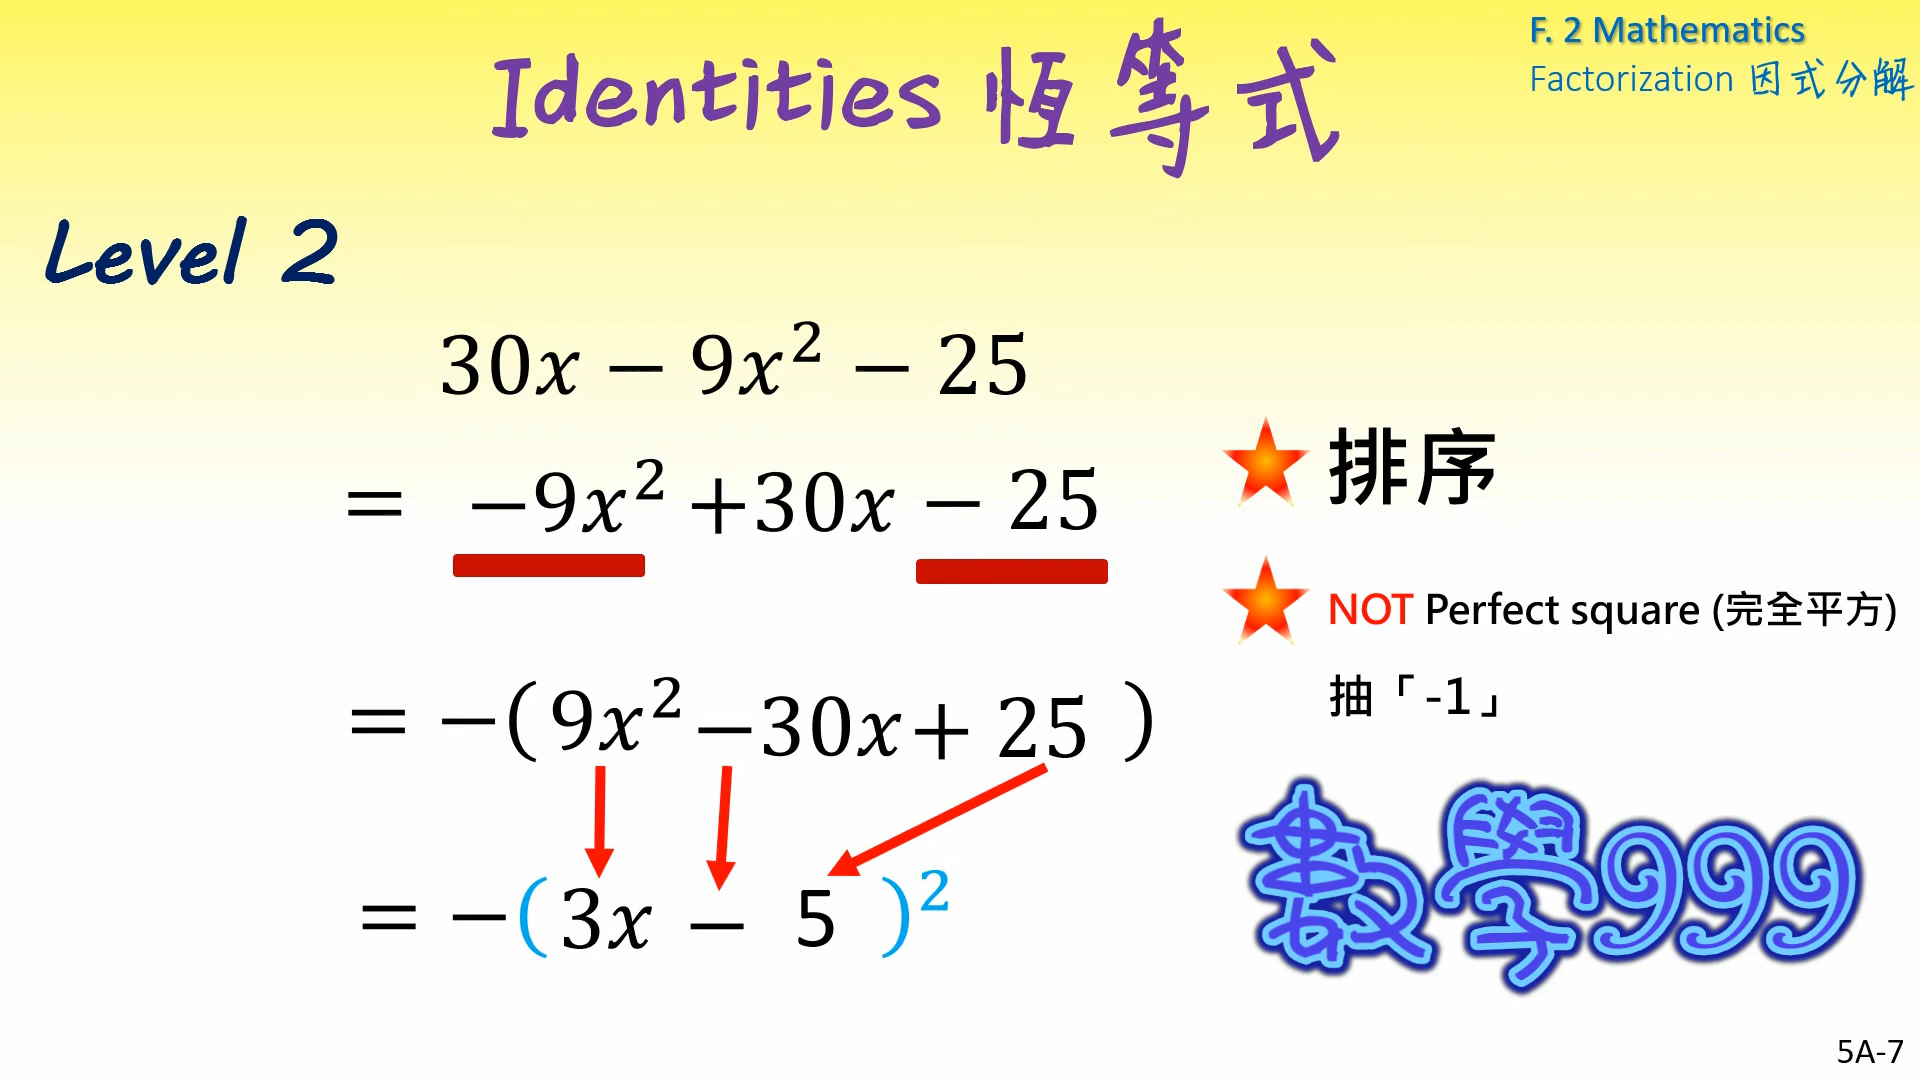 F. 2 Mathematics
Factorization 因式分解
Identities 恆等式
Level 2
30x − 9x² − 25
= −9x² +30x − 25
★ 排序
★ NOT Perfect square (完全平方)
抽「-1」
= −( 9x² −30x + 25 )
= −( 3x − 5 )²
數學999
5A-7